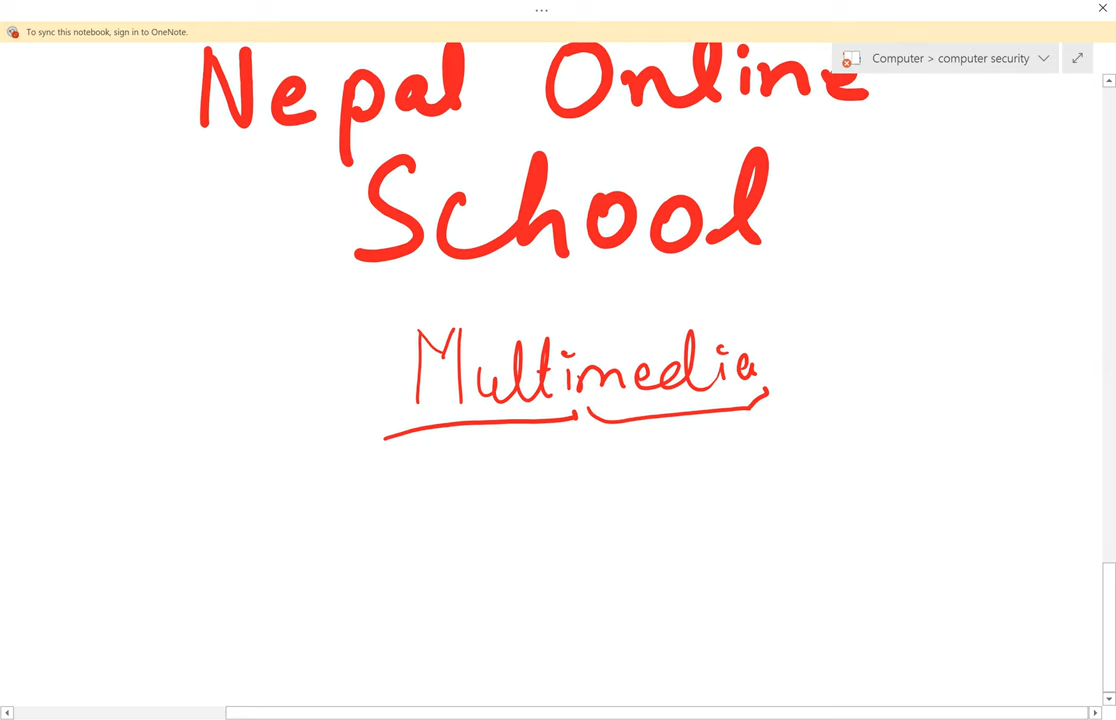 ...
To sync this notebook, sign in to OneNote.
Computer > computer security
Nepal Online
School
Multimedia